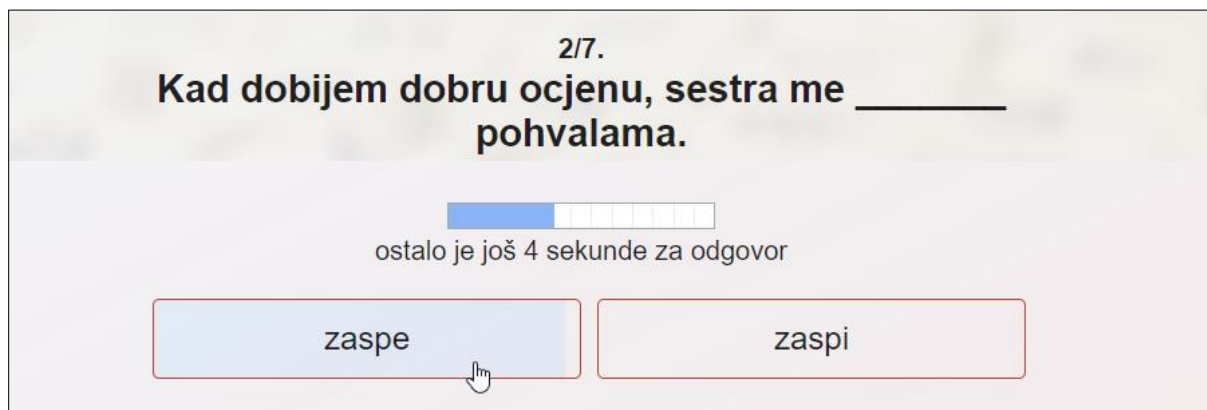 2/7.
Kad dobijem dobru ocjenu, sestra me _______
pohvalama.
ostalo je još 4 sekunde za odgovor
zaspe
zaspi